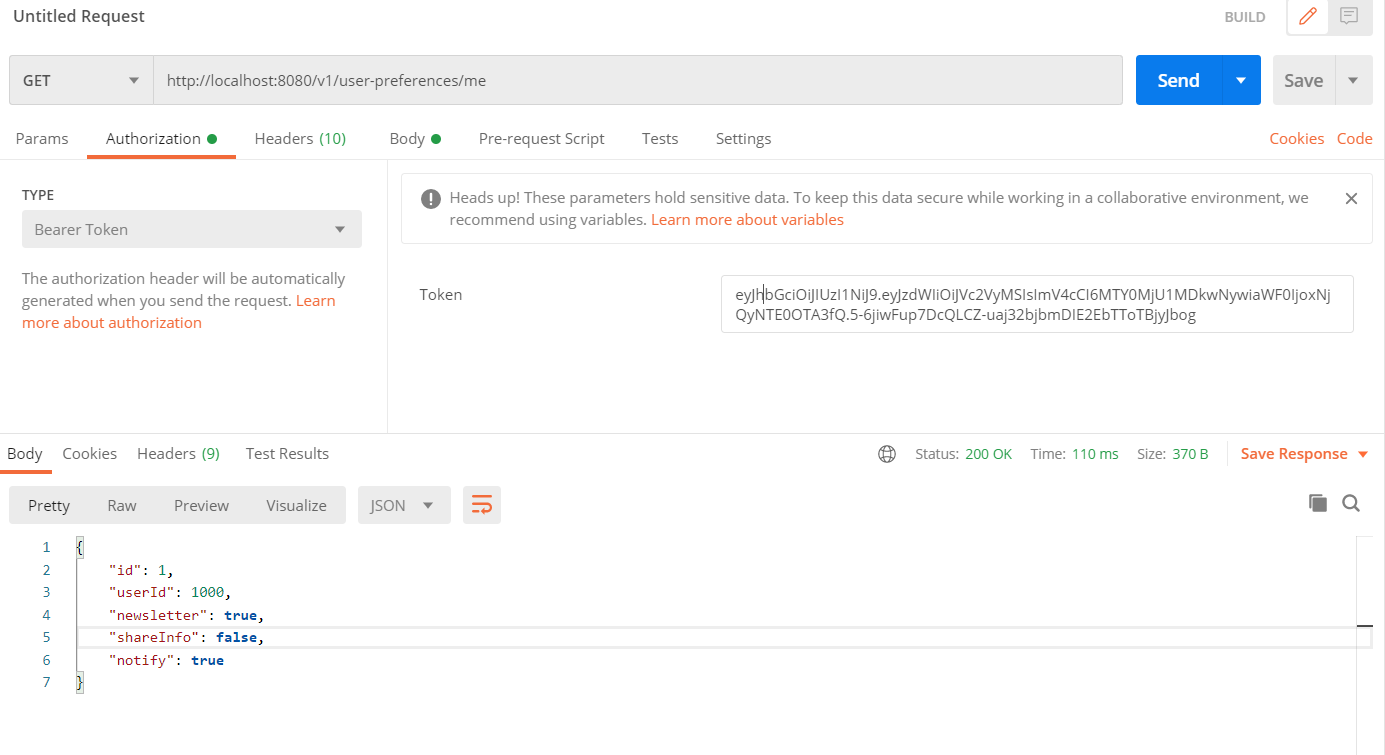 Untitled Request
BUILD
GET
http://localhost:8080/v1/user-preferences/me
Send
Save
Params
Authorization
Headers (10)
Body
Pre-request Script
Tests
Settings
Cookies
Code
TYPE
Bearer Token
The authorization header will be automatically
generated when you send the request. Learn
more about authorization
Heads up! These parameters hold sensitive data. To keep this data secure while working in a collaborative environment, we
recommend using variables. Learn more about variables
Token
eyJhbGciOiJIUzI1NiJ9.eyJzdWIiOiJVc2VyMSIsImV4cCI6MTY0MjU1MDkwNywiaWF0IjoxNj
QyNTE0OTA3fQ.5-6jiwFup7DcQLCZ-uaj32bjbmDIE2EbTToTBjyJbog
Body
Cookies
Headers (9)
Test Results
Status: 200 OK
Time: 110 ms
Size: 370 B
Save Response
Pretty
Raw
Preview
Visualize
JSON
1 {
2 "id": 1,
3 "userId": 1000,
4 "newsletter": true,
5 "shareInfo": false,
6 "notify": true
7 }